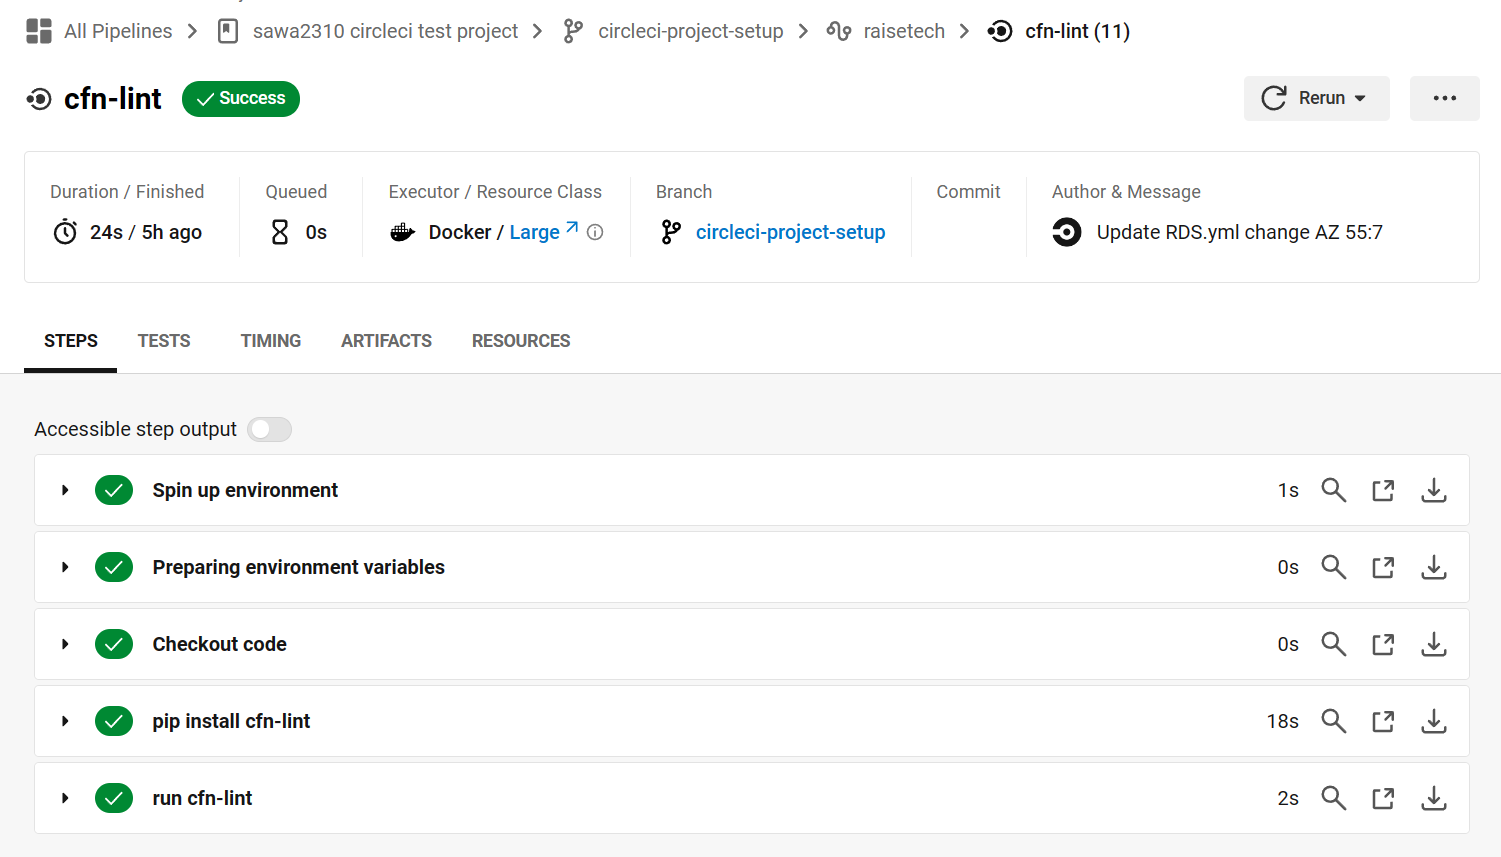 All Pipelines sawa2310 circleci test project circleci-project-setup raisetech cfn-lint (11)
cfn-lint Success Rerun
Duration / Finished Queued Executor / Resource Class Branch Commit Author & Message
24s / 5h ago 0s Docker / Large circleci-project-setup Update RDS.yml change AZ 55:7
STEPS TESTS TIMING ARTIFACTS RESOURCES
Accessible step output
Spin up environment 1s
Preparing environment variables 0s
Checkout code 0s
pip install cfn-lint 18s
run cfn-lint 2s